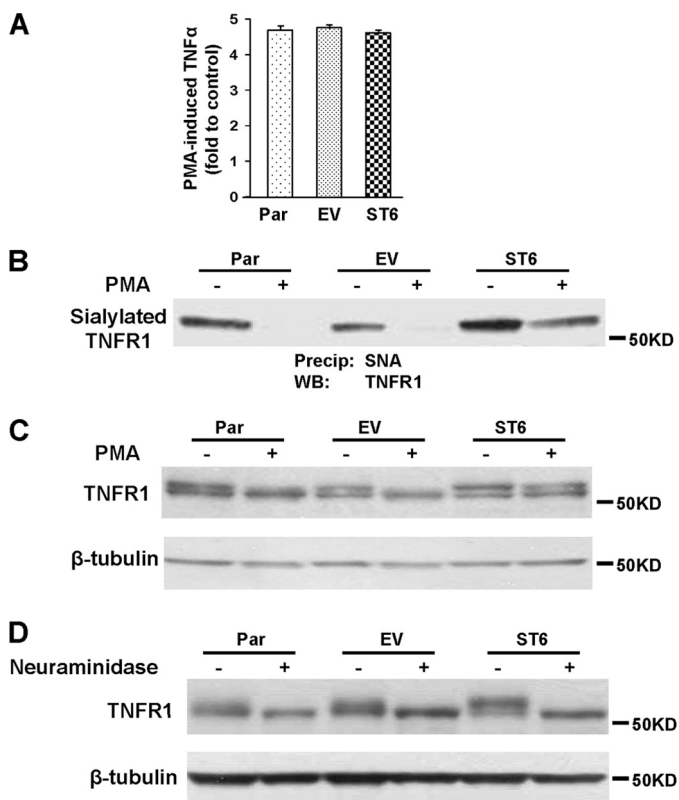 A
PMA-induced TNFα
(fold to control)
5
4
3
2
1
0
Par EV ST6
B
Par EV ST6
PMA - + - + - +
Sialylated
TNFR1
50KD
Precip: SNA
WB: TNFR1
C
Par EV ST6
PMA - + - + - +
TNFR1
50KD
β-tubulin
50KD
D
Par EV ST6
Neuraminidase - + - + - +
TNFR1
50KD
β-tubulin
50KD